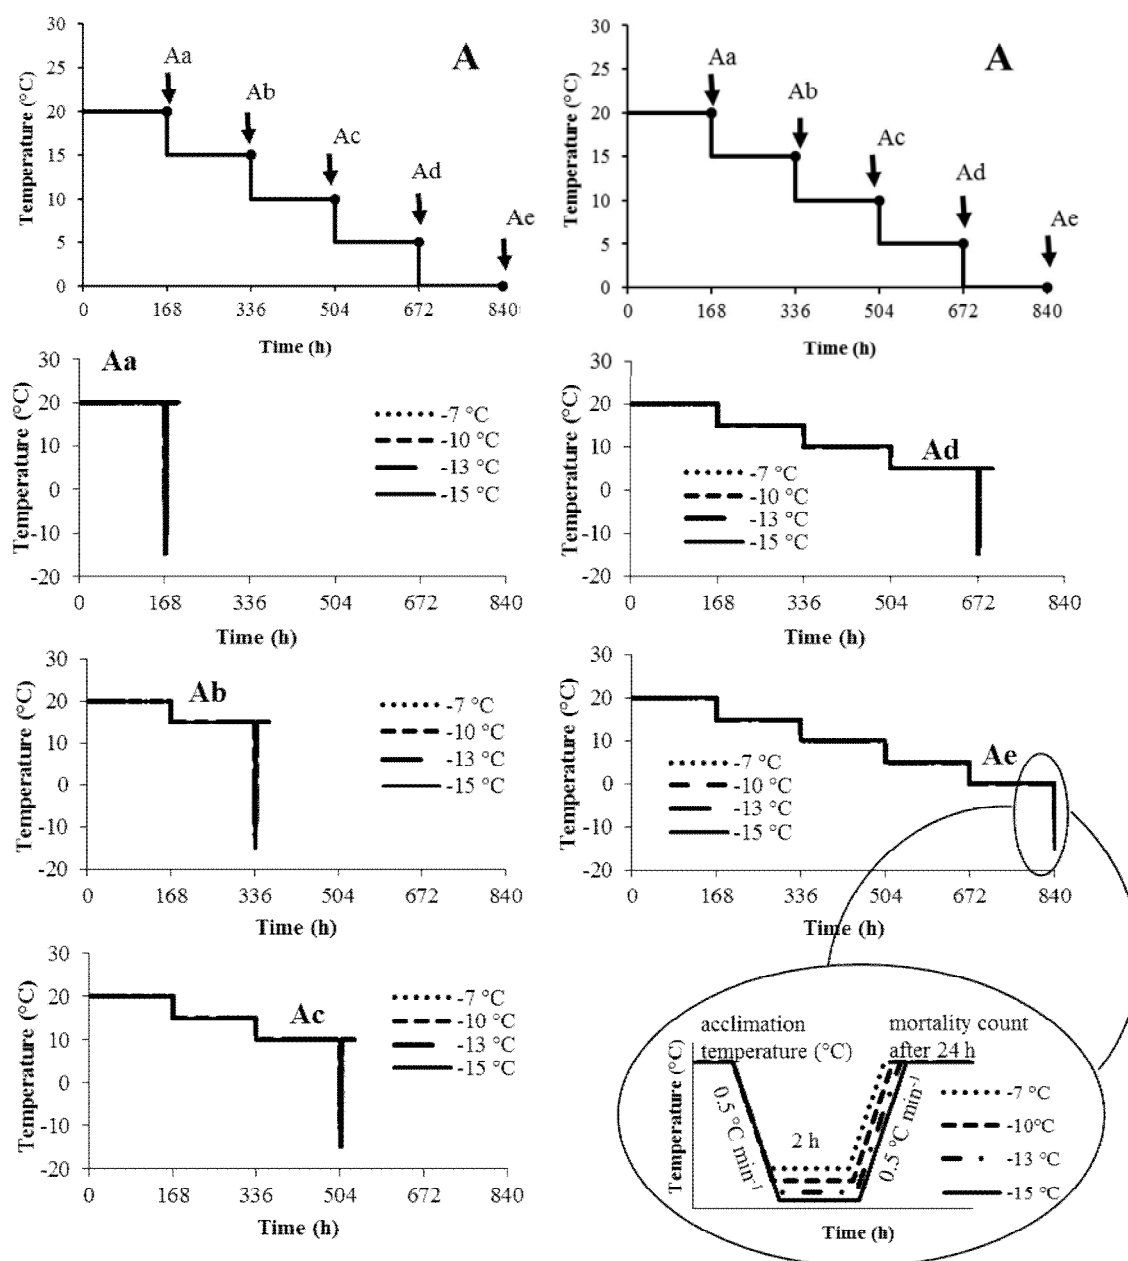 A
Temperature (°C)
30
25
20
15
10
5
0
Aa
Ab
Ac
Ad
Ae
0 168 336 504 672 840
Time (h)
A
Temperature (°C)
30
25
20
15
10
5
0
Aa
Ab
Ac
Ad
Ae
0 168 336 504 672 840
Time (h)
Aa
Temperature (°C)
30
20
10
0
-10
-20
-7 °C
-10 °C
-13 °C
-15 °C
0 168 336 504 672 840
Time (h)
Ad
Temperature (°C)
30
20
10
0
-10
-20
-7 °C
-10 °C
-13 °C
-15 °C
0 168 336 504 672 840
Time (h)
Ab
Temperature (°C)
30
20
10
0
-10
-20
-7 °C
-10 °C
-13 °C
-15 °C
0 168 336 504 672 840
Time (h)
Ae
Temperature (°C)
30
20
10
0
-10
-20
-7 °C
-10 °C
-13 °C
-15 °C
0 168 336 504 672 840
Time (h)
Ac
Temperature (°C)
30
20
10
0
-10
-20
-7 °C
-10 °C
-13 °C
-15 °C
0 168 336 504 672 840
Time (h)
acclimation
temperature (°C)
mortality count
after 24 h
Temperature (°C)
0.5 °C min⁻¹
2 h
0.5 °C min⁻¹
-7 °C
-10°C
-13 °C
-15 °C
Time (h)